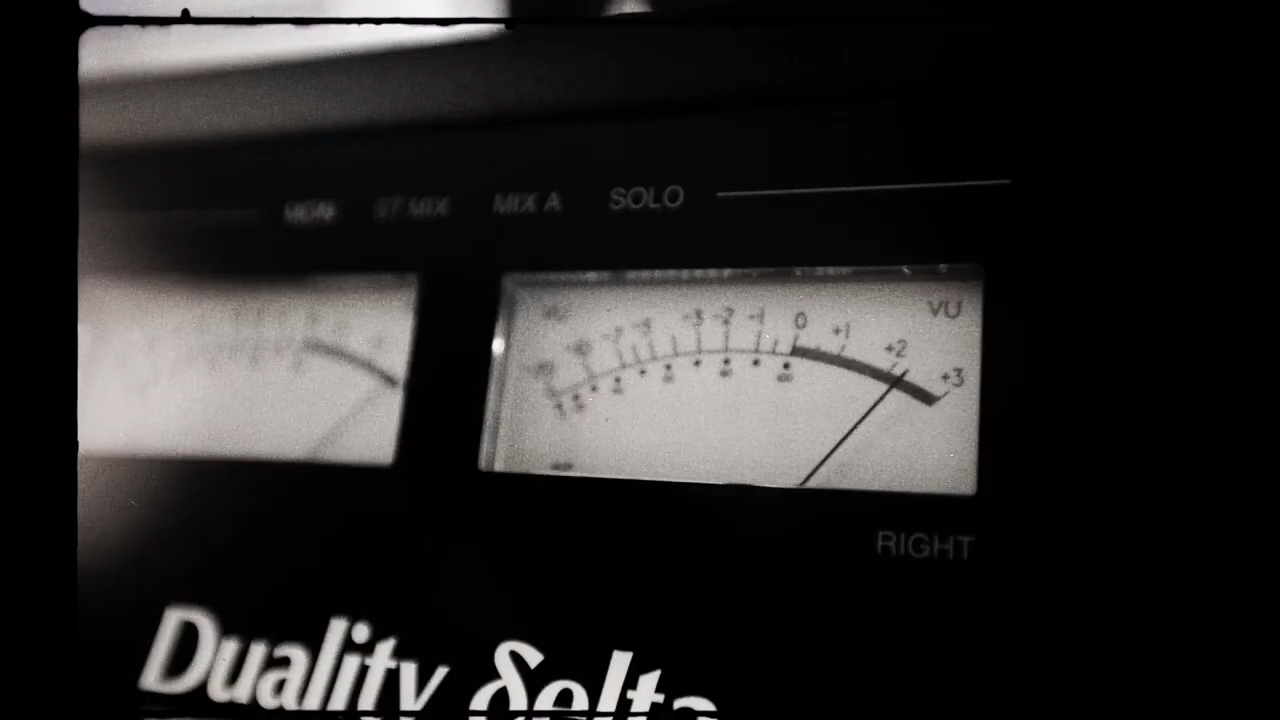 ST MIX MIX A SOLO
VU
-3 -2 -1 0 +1 +2 +3
RIGHT
Duality δelta